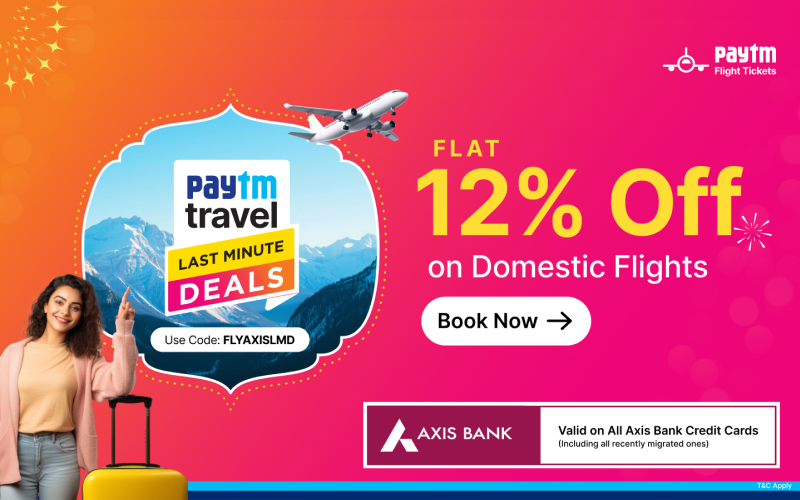 paytm
Flight Tickets
paytm
travel
LAST MINUTE
DEALS
Use Code: FLYAXISLMD
FLAT
12% Off
on Domestic Flights
Book Now
AXIS BANK
Valid on All Axis Bank Credit Cards
(Including all recently migrated ones)
T&C Apply